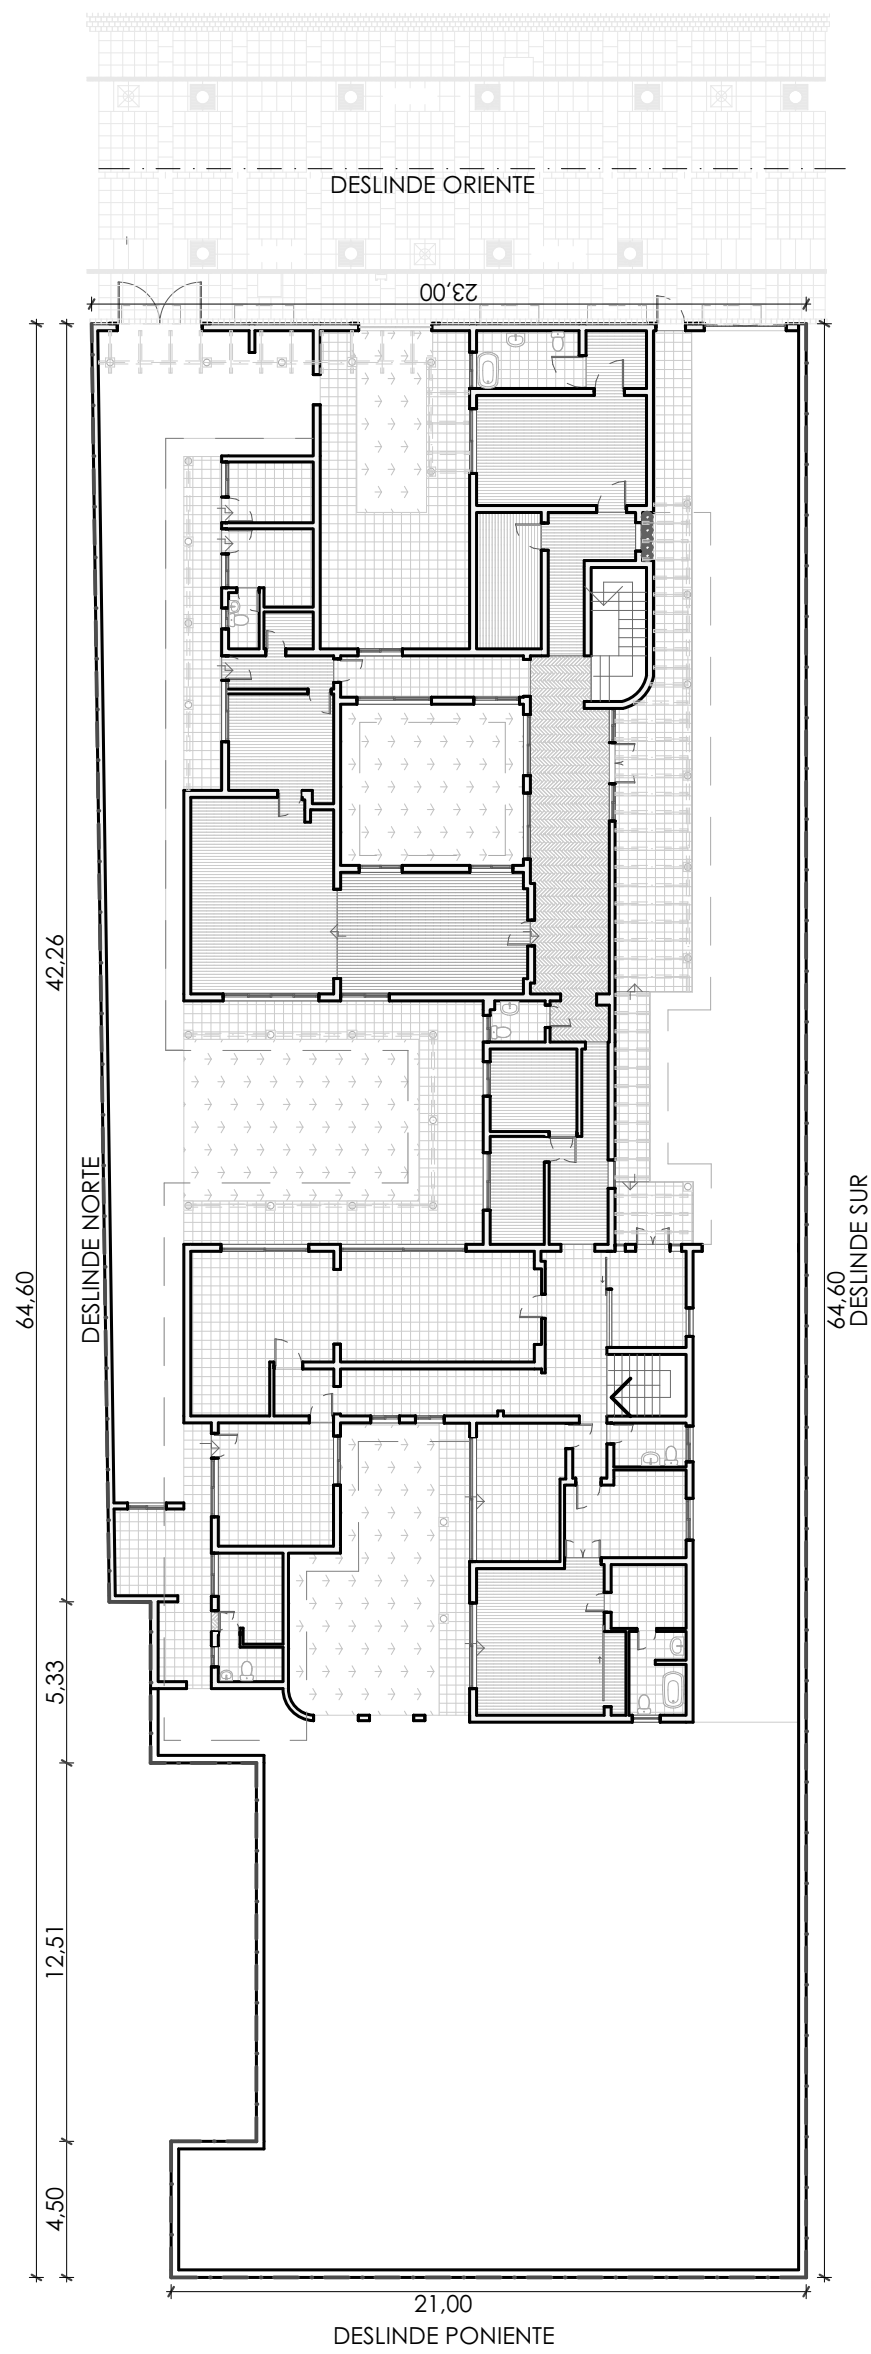 DESLINDE ORIENTE
23,00
42,26
DESLINDE NORTE
64,60
64,60
DESLINDE SUR
5,33
12,51
4,50
21,00
DESLINDE PONIENTE